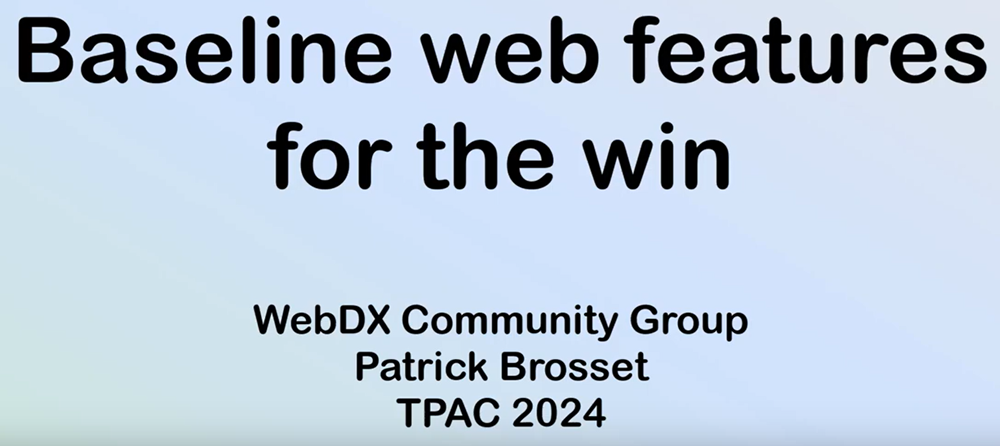 Baseline web features
for the win
WebDX Community Group
Patrick Brosset
TPAC 2024